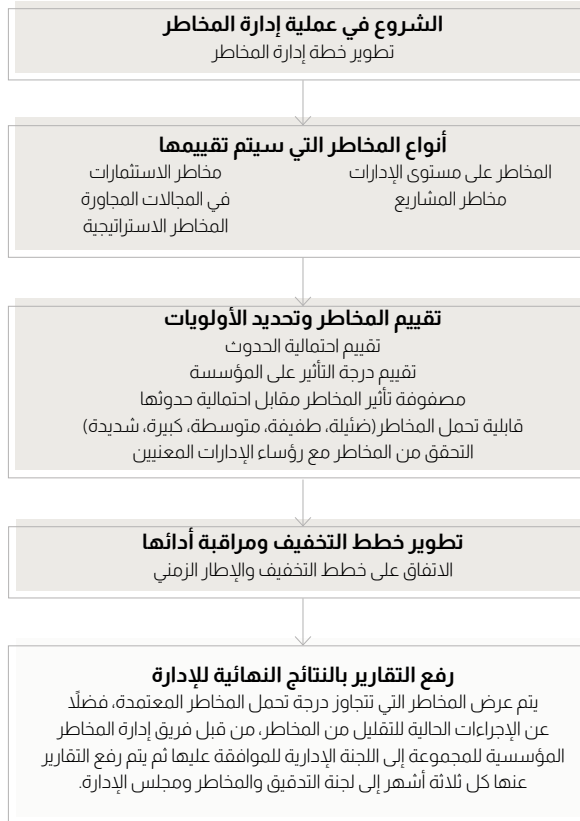 الشروع في عملية إدارة المخاطر
تطوير خطة إدارة المخاطر
أنواع المخاطر التي سيتم تقييمها
المخاطر على مستوى الإدارات
مخاطر المشاريع
مخاطر الاستثمارات
في المجالات المجاورة
المخاطر الاستراتيجية
تقييم المخاطر وتحديد الأولويات
تقييم احتمالية الحدوث
تقييم درجة التأثير على المؤسسة
مصفوفة تأثير المخاطر مقابل احتمالية حدوثها
قابلية تحمل المخاطر(ضئيلة، طفيفة، متوسطة، كبيرة، شديدة)
التحقق من المخاطر مع رؤساء الإدارات المعنيين
تطوير خطط التخفيف ومراقبة أدائها
الاتفاق على خطط التخفيف والإطار الزمني
رفع التقارير بالنتائج النهائية للإدارة
يتم عرض المخاطر التي تتجاوز درجة تحمل المخاطر المعتمدة، فضلاً
عن الإجراءات الحالية للتقليل من المخاطر، من قبل فريق إدارة المخاطر
المؤسسية للمجموعة إلى اللجنة الإدارية للموافقة عليها ثم يتم رفع التقارير
عنها كل ثلاثة أشهر إلى لجنة التدقيق والمخاطر ومجلس الإدارة.